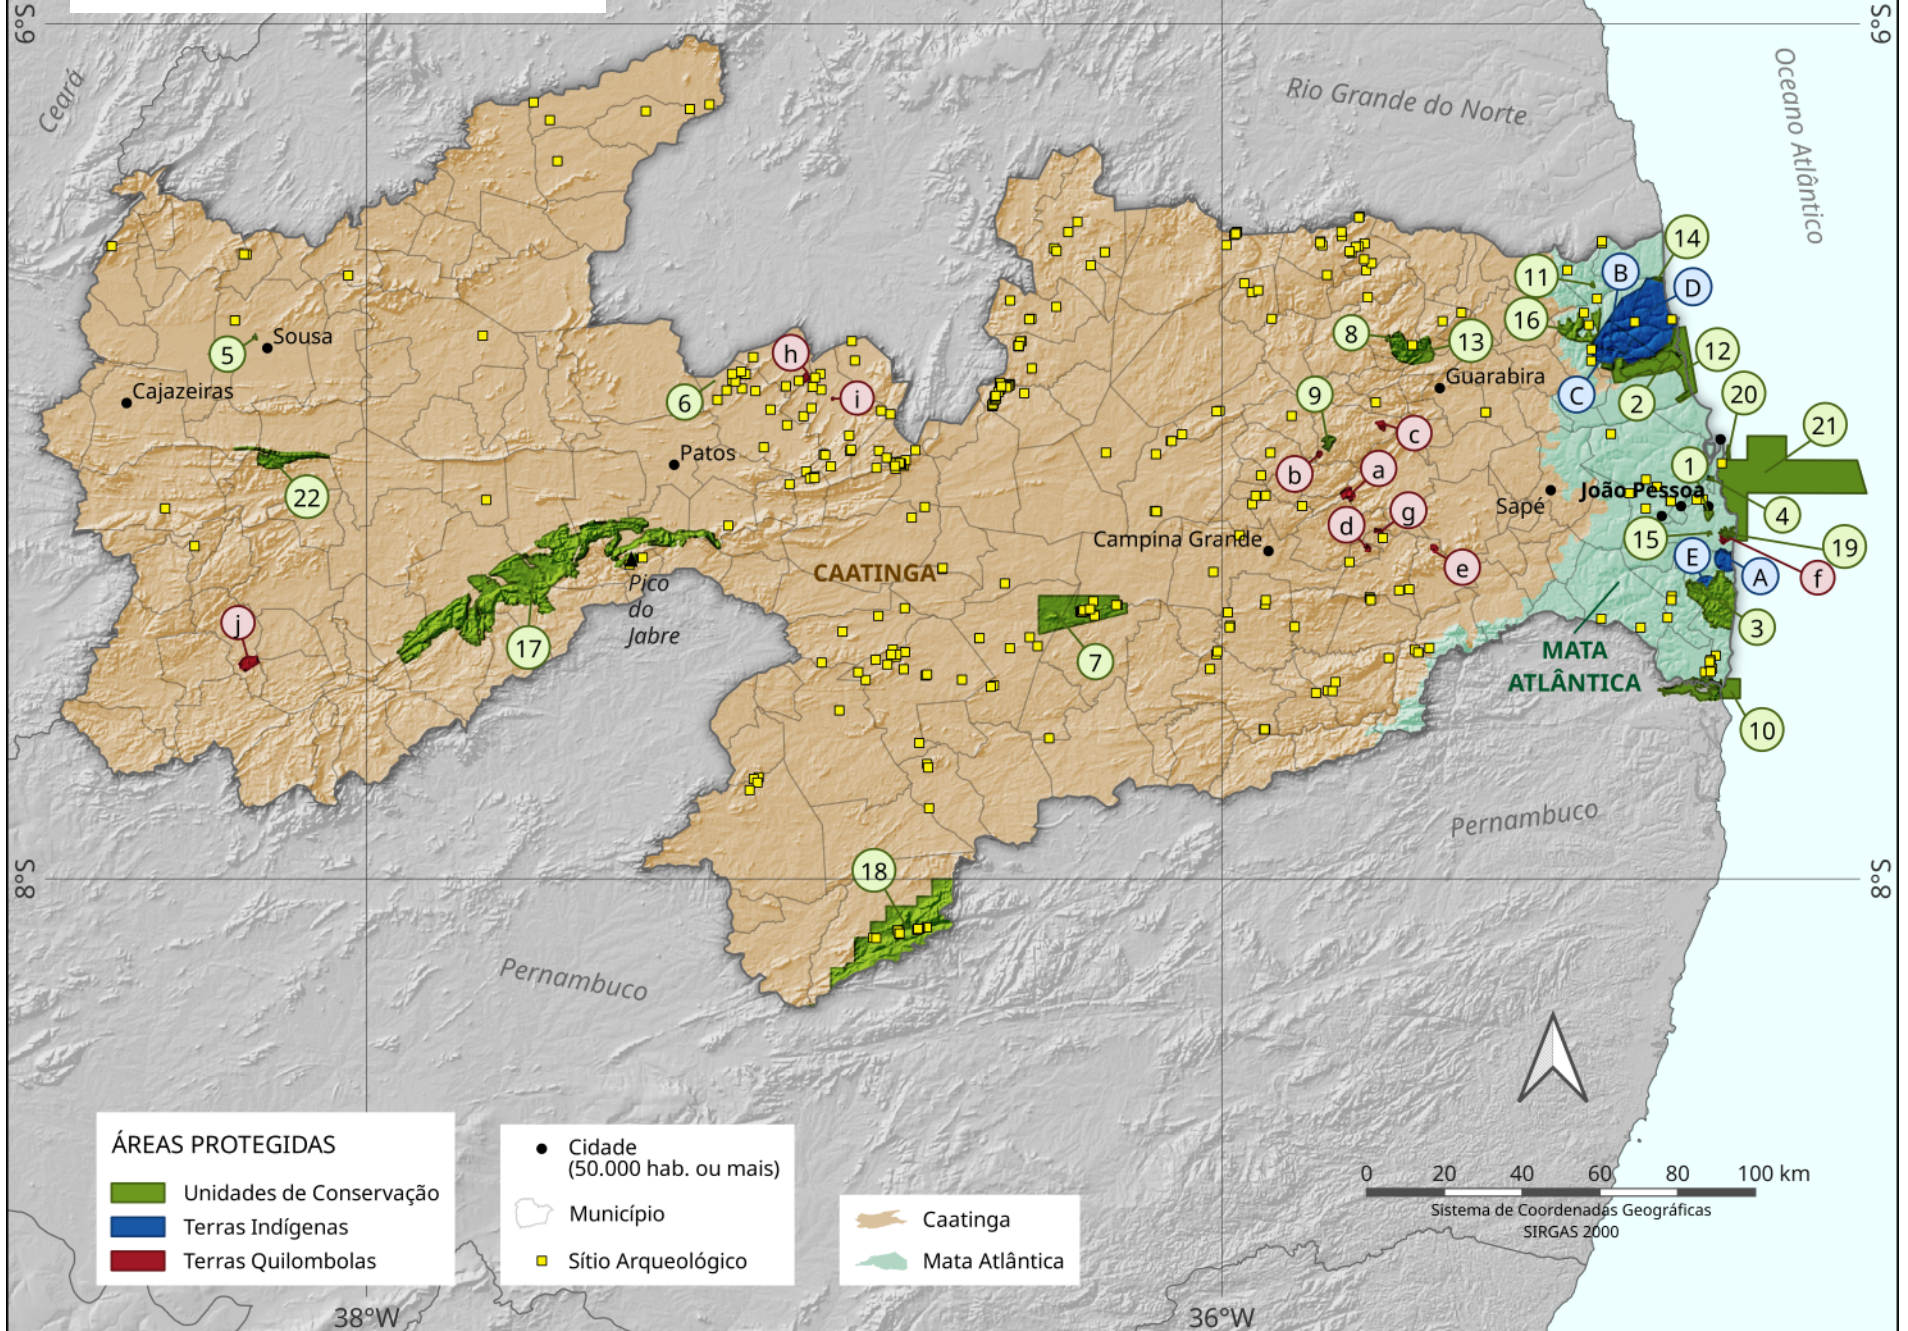 6°S
6°S
Ceará
Rio Grande do Norte
Oceano Atlântico
14
B
D
11
16
8
13
12
h
5
Sousa
Cajazeiras
6
i
Guarabira
9
C
2
20
21
c
Patos
22
b
a
1
João Pessoa
Sapé
4
g
d
Campina Grande
15
19
E
A
f
e
CAATINGA
Pico
do
Jabre
j
17
7
3
MATA
ATLÂNTICA
10
Pernambuco
18
8°S
8°S
Pernambuco
ÁREAS PROTEGIDAS
Unidades de Conservação
Terras Indígenas
Terras Quilombolas
Cidade
(50.000 hab. ou mais)
Município
Sítio Arqueológico
Caatinga
Mata Atlântica
0 20 40 60 80 100 km
Sistema de Coordenadas Geográficas
SIRGAS 2000
38°W
36°W